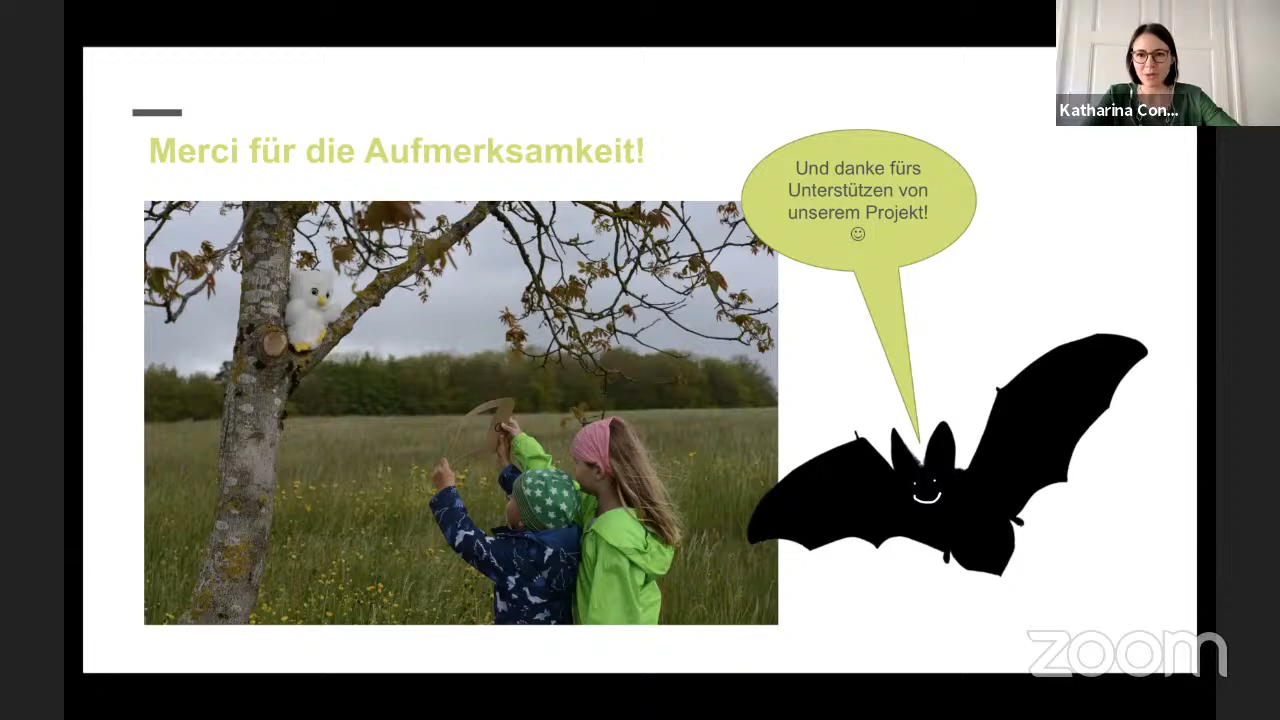 Katharina Con...
Merci für die Aufmerksamkeit!
Und danke fürs
Unterstützen von
unserem Projekt!
☺
zoom